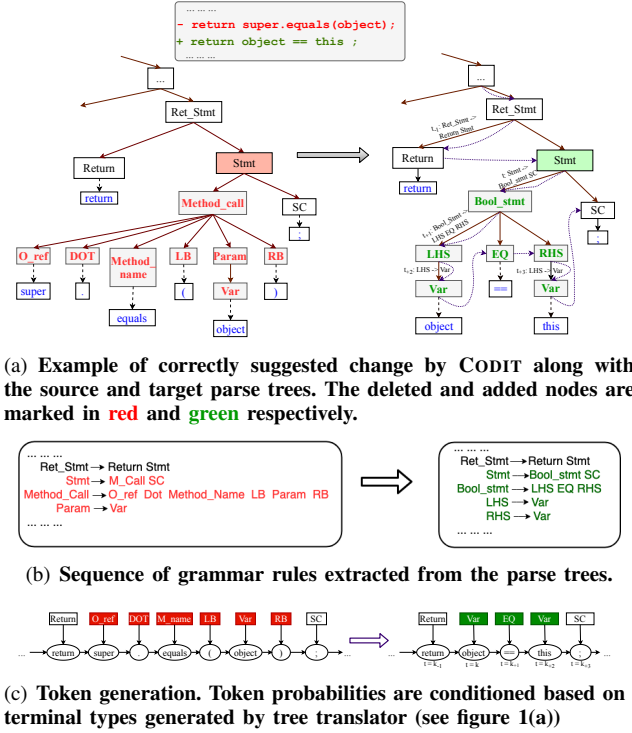 ... ... ...
- return super.equals(object);
+ return object == this ;
... ... ...
...
Ret_Stmt
Return
Stmt
return
Method_call
SC
;
O_ref DOT Method_name LB Param RB
super . equals ( Var )
object
...
Ret_Stmt
t-1: Ret_Stmt -> Return Stmt
Return
Stmt
return
t: Stmt-> Bool_stmt SC
Bool_stmt
SC
;
t+1: Bool_Stmt -> LHS EQ RHS
LHS EQ RHS
t+2: LHS -> Var
t+3: LHS -> Var
Var == Var
object this
(a) Example of correctly suggested change by CODIT along with
the source and target parse trees. The deleted and added nodes are
marked in red and green respectively.
... ... ...
Ret_Stmt → Return Stmt
Stmt → M_Call SC
Method_Call → O_ref Dot Method_Name LB Param RB
Param → Var
... ... ...
... ... ...
Ret_Stmt → Return Stmt
Stmt → Bool_stmt SC
Bool_stmt → LHS EQ RHS
LHS → Var
RHS → Var
... ... ...
(b) Sequence of grammar rules extracted from the parse trees.
Return O_ref DOT M_name LB Var RB SC
... return super . equals ( object ) ; ...
Return Var EQ Var SC
... return object == this ; ...
t = k-1 t = k t = k+1 t = k+2 t = k+3
(c) Token generation. Token probabilities are conditioned based on
terminal types generated by tree translator (see figure 1(a))